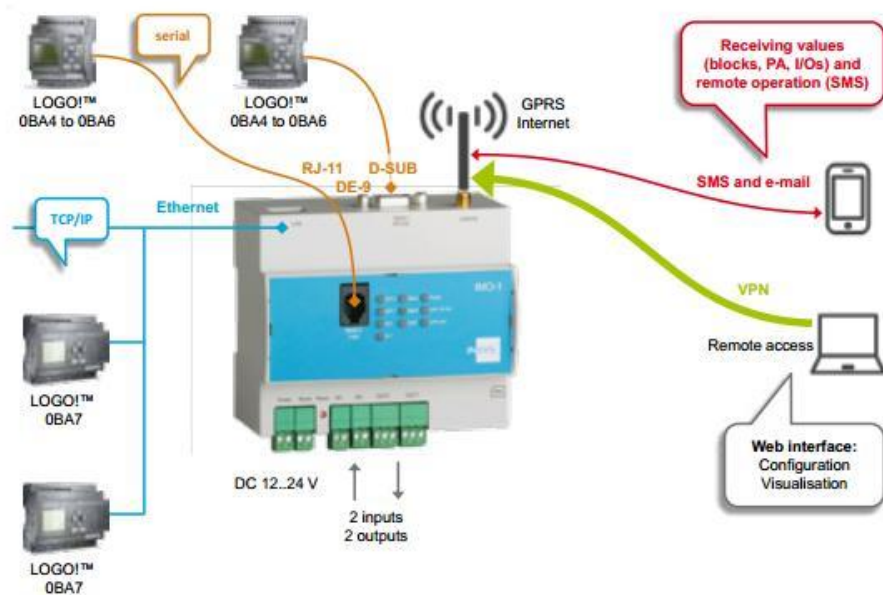 serial
LOGO!™
0BA4 to 0BA6
LOGO!™
0BA4 to 0BA6
GPRS
Internet
Receiving values
(blocks, PA, I/Os) and
remote operation (SMS)
RJ-11
D-SUB
DE-9
SMS and e-mail
Ethernet
TCP/IP
IMO-1
VPN
Remote access
LOGO!™
0BA7
DC 12..24 V
2 inputs
2 outputs
Web interface:
Configuration
Visualisation
LOGO!™
0BA7